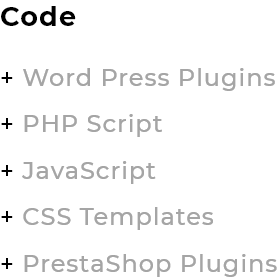 Code
+ Word Press Plugins
+ PHP Script
+ JavaScript
+ CSS Templates
+ PrestaShop Plugins